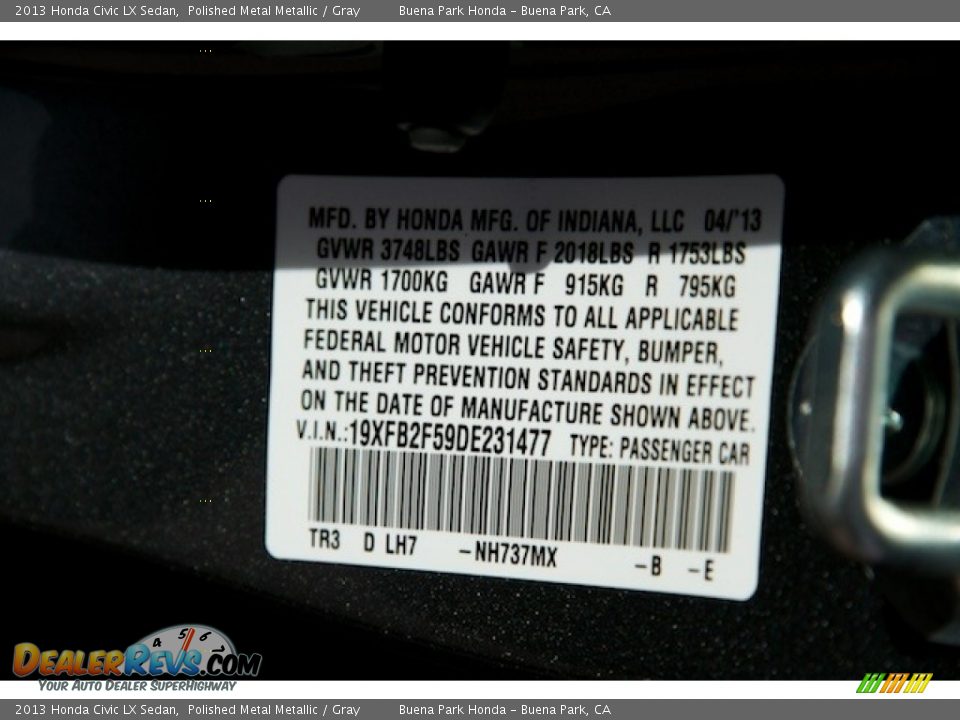 2013 Honda Civic LX Sedan, Polished Metal Metallic / Gray Buena Park Honda – Buena Park, CA
MFD. BY HONDA MFG. OF INDIANA, LLC 04/'13
GVWR 3748LBS GAWR F 2018LBS R 1753LBS
GVWR 1700KG GAWR F 915KG R 795KG
THIS VEHICLE CONFORMS TO ALL APPLICABLE
FEDERAL MOTOR VEHICLE SAFETY, BUMPER,
AND THEFT PREVENTION STANDARDS IN EFFECT
ON THE DATE OF MANUFACTURE SHOWN ABOVE.
V.I.N.:19XFB2F59DE231477 TYPE: PASSENGER CAR
TR3 D LH7 –NH737MX –B –E
4 5 6 7
DEALERREVS.COM
YOUR AUTO DEALER SUPERHIGHWAY
2013 Honda Civic LX Sedan, Polished Metal Metallic / Gray Buena Park Honda – Buena Park, CA